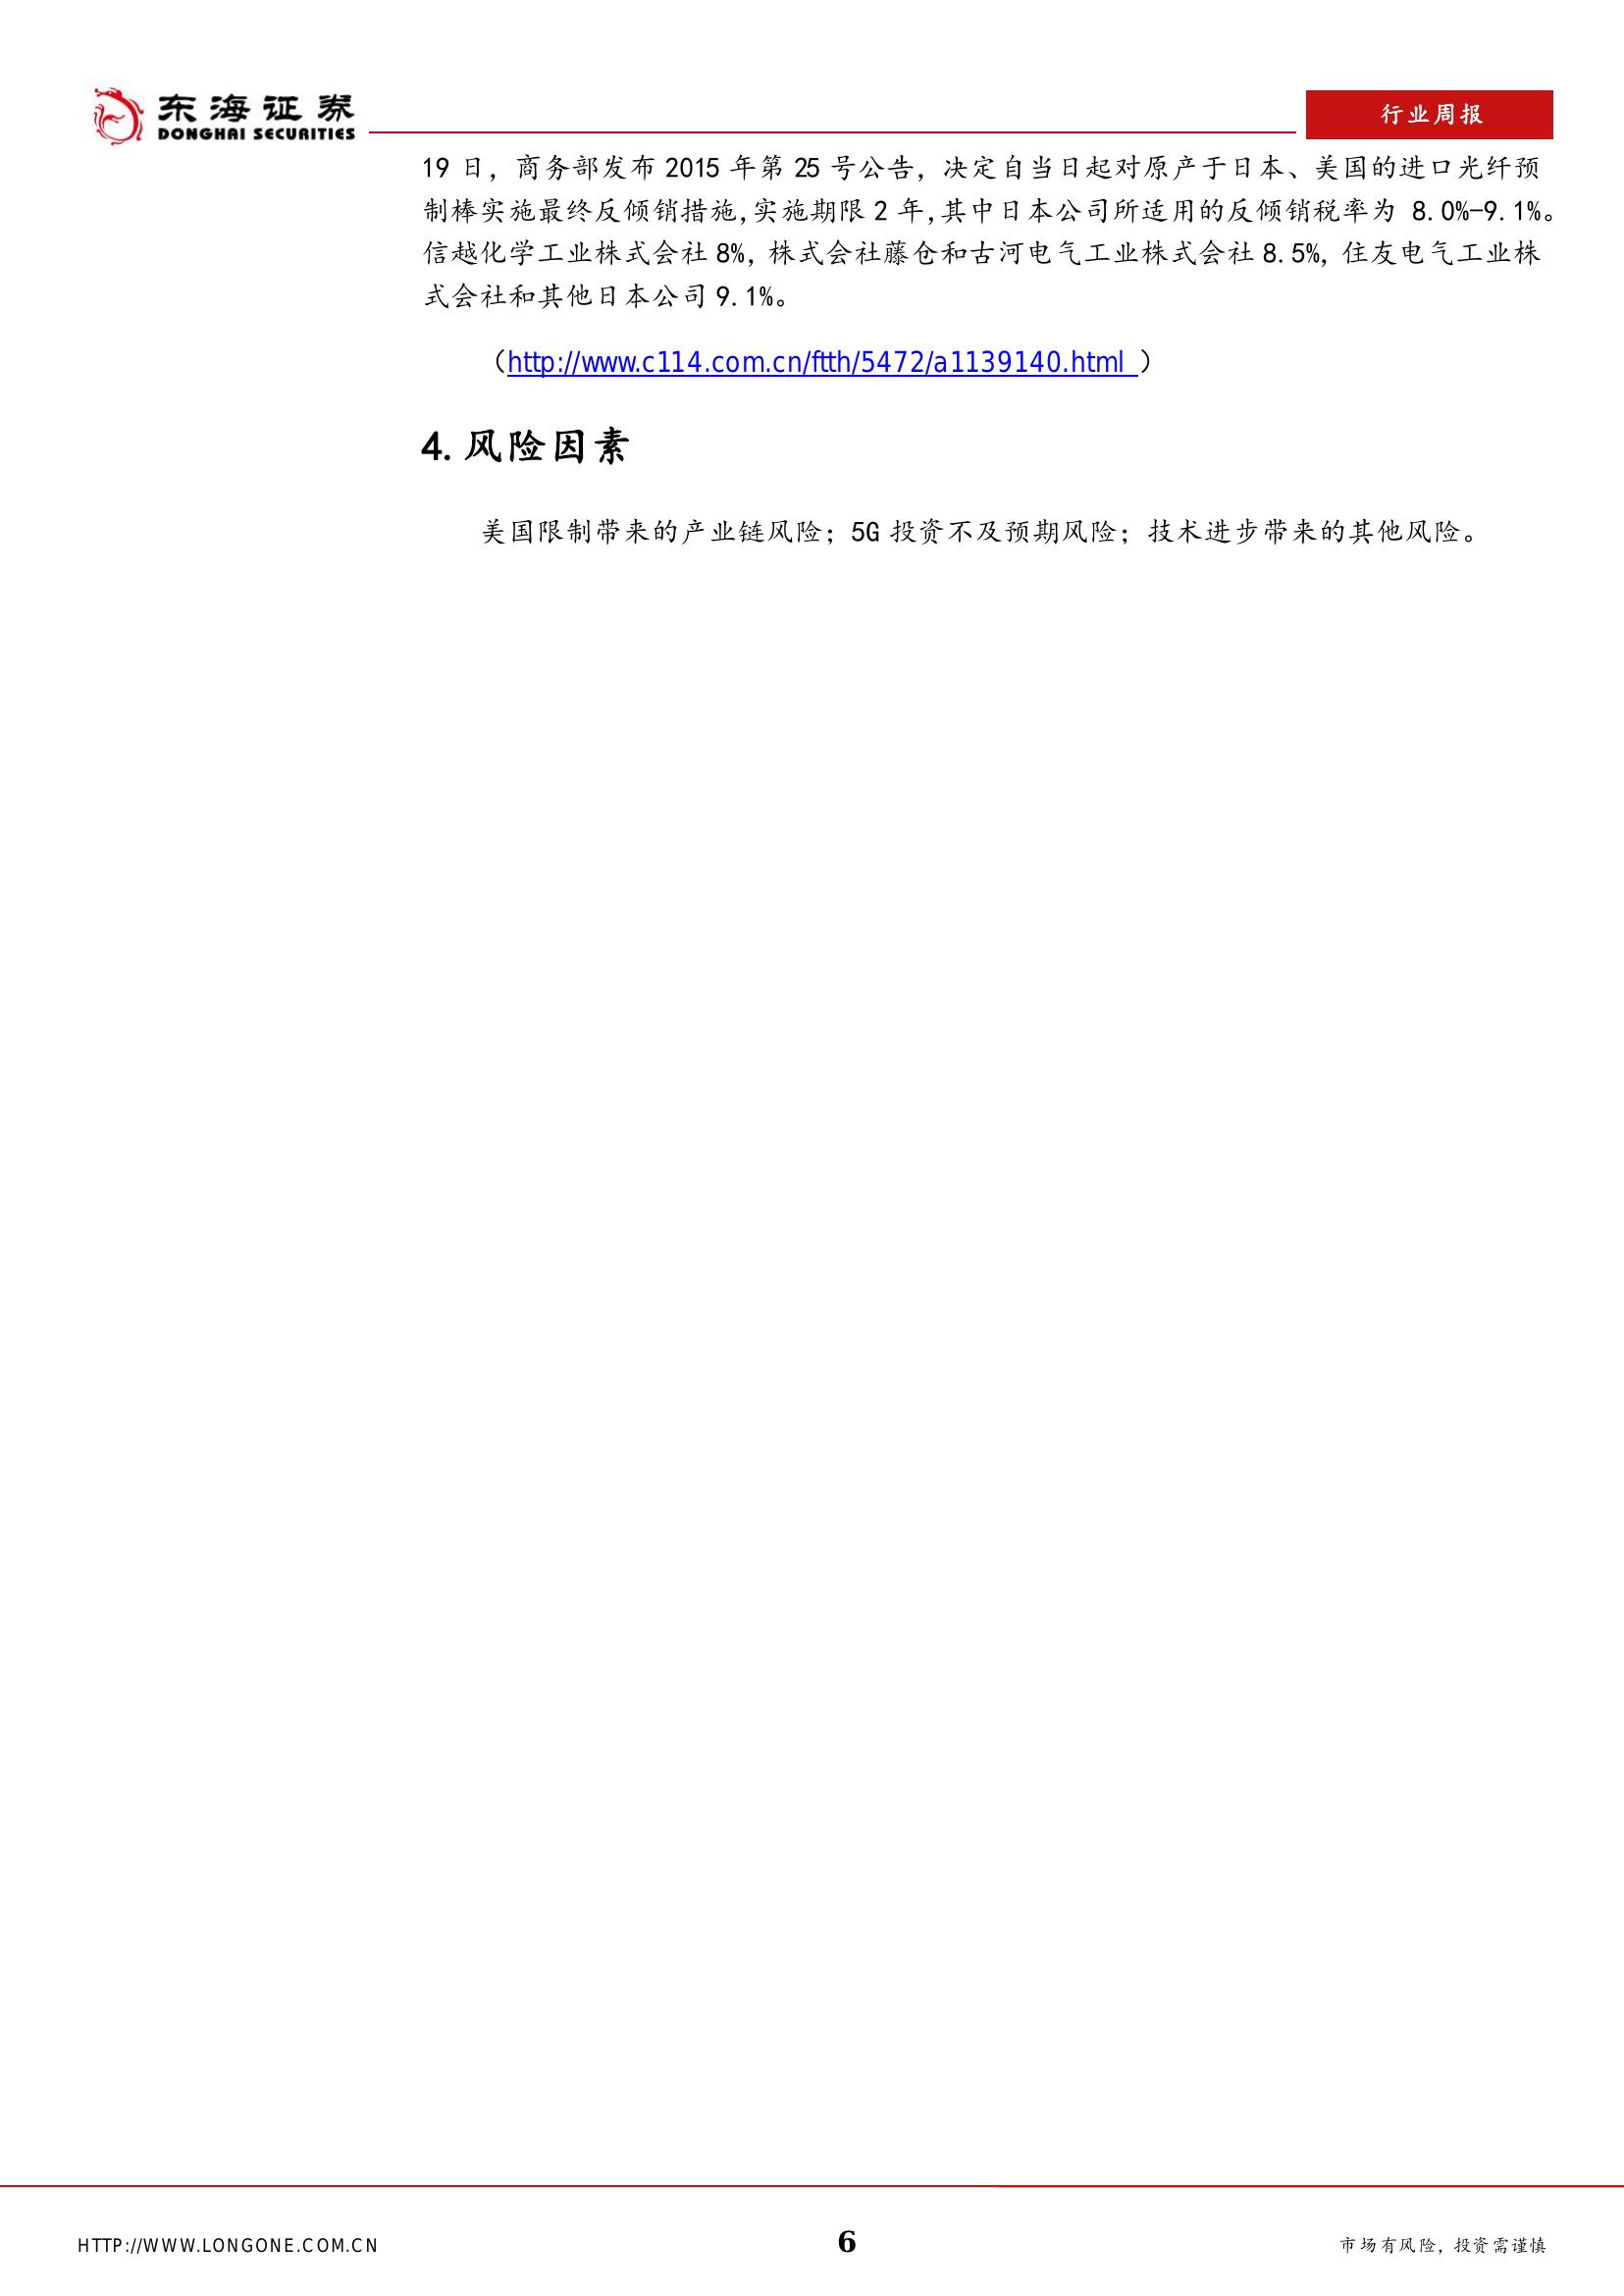 东海证券
DONGHAI SECURITIES
行业周报
19 日，商务部发布 2015 年第 25 号公告，决定自当日起对原产于日本、美国的进口光纤预
制棒实施最终反倾销措施,实施期限 2 年,其中日本公司所适用的反倾销税率为 8.0%-9.1%。
信越化学工业株式会社 8%，株式会社藤仓和古河电气工业株式会社 8.5%，住友电气工业株
式会社和其他日本公司 9.1%。
（http://www.c114.com.cn/ftth/5472/a1139140.html ）
4. 风险因素
美国限制带来的产业链风险；5G 投资不及预期风险；技术进步带来的其他风险。
HTTP://WWW.LONGONE.COM.CN
6
市场有风险，投资需谨慎